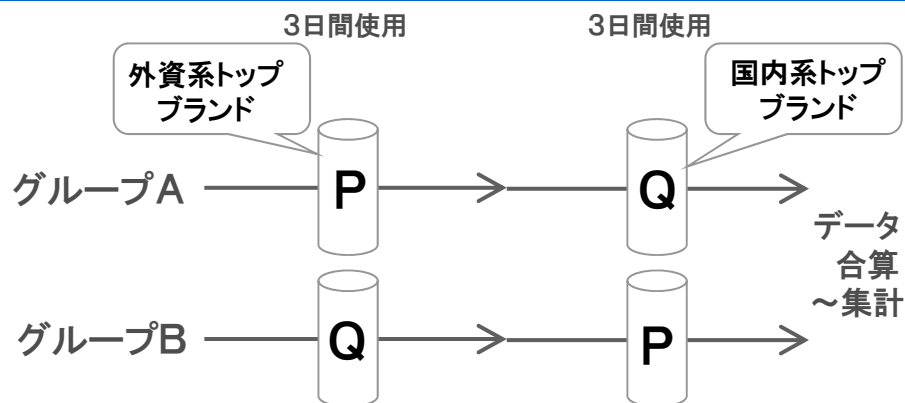 3日間使用
3日間使用
外資系トップ
ブランド
国内系トップ
ブランド
グループA
P
Q
データ
合算
～集計
グループB
Q
P